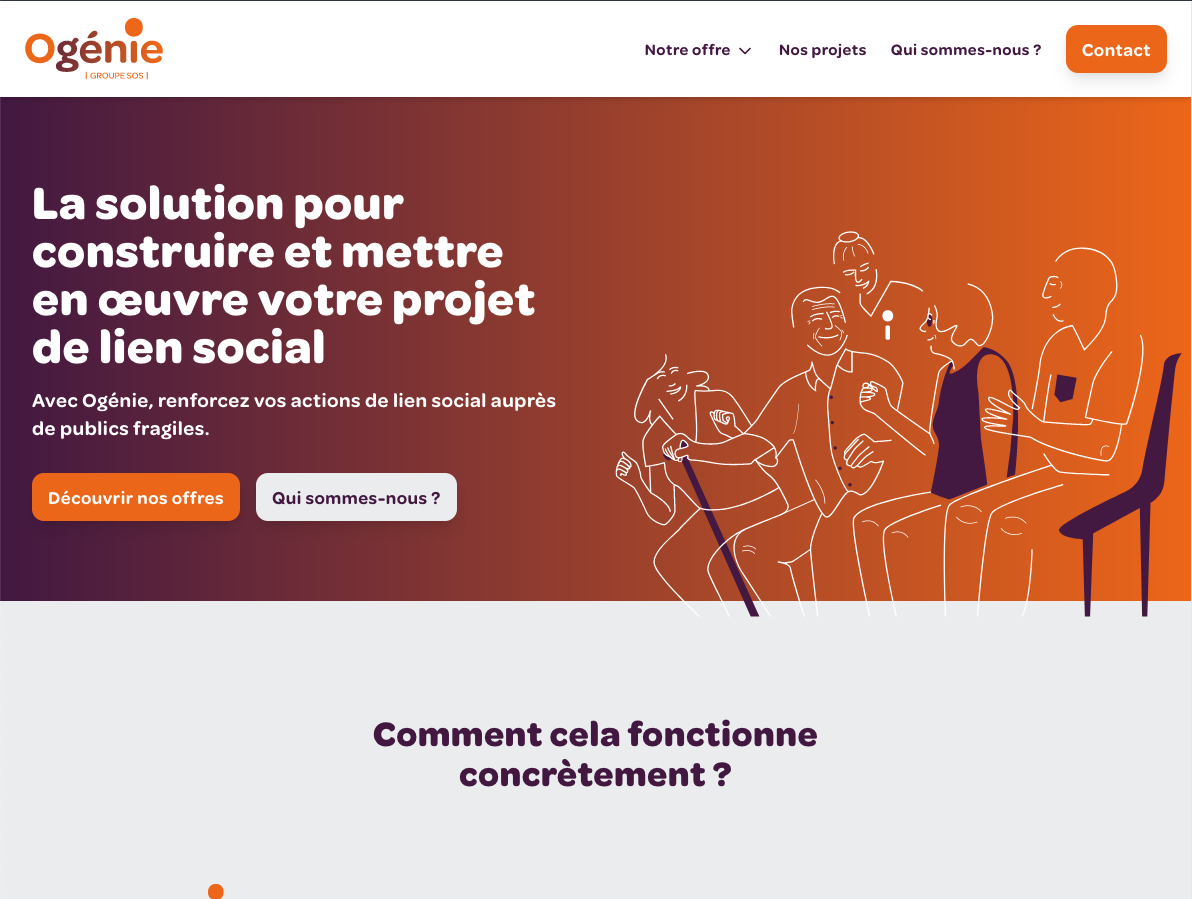 Ogénie
| GROUPE SOS |
Notre offre
Nos projets
Qui sommes-nous ?
Contact
La solution pour
construire et mettre
en œuvre votre projet
de lien social
Avec Ogénie, renforcez vos actions de lien social auprès
de publics fragiles.
Découvrir nos offres
Qui sommes-nous ?
Comment cela fonctionne
concrètement ?